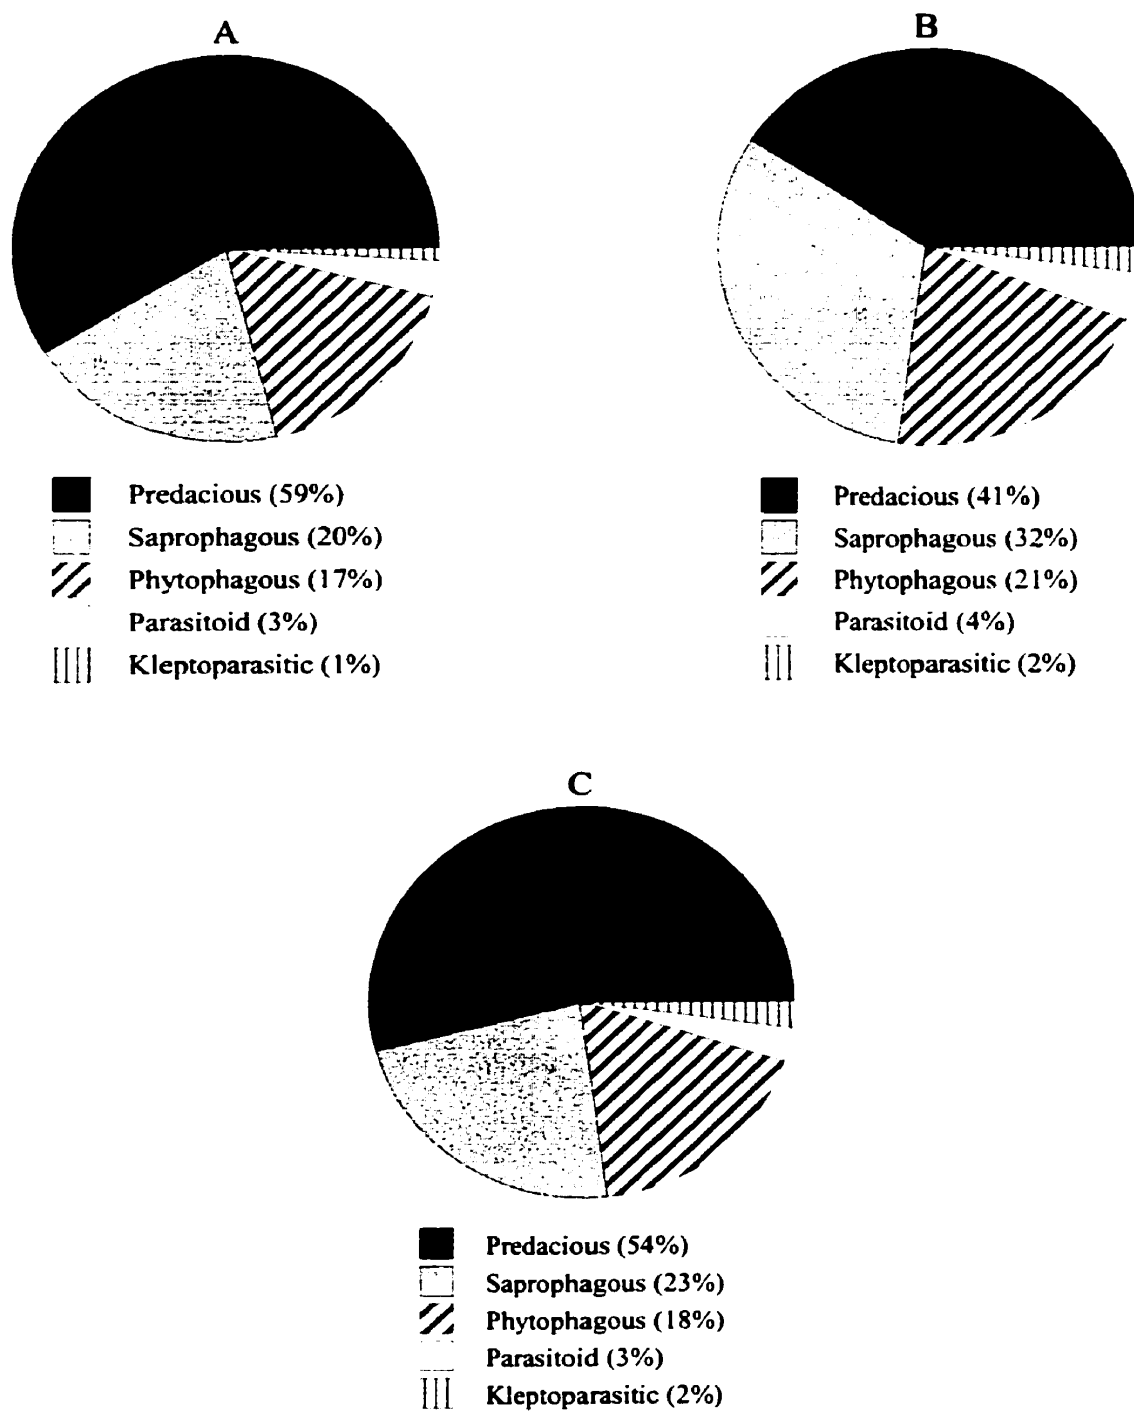 A
Predacious (59%)
Saprophagous (20%)
Phytophagous (17%)
Parasitoid (3%)
Kleptoparasitic (1%)
B
Predacious (41%)
Saprophagous (32%)
Phytophagous (21%)
Parasitoid (4%)
Kleptoparasitic (2%)
C
Predacious (54%)
Saprophagous (23%)
Phytophagous (18%)
Parasitoid (3%)
Kleptoparasitic (2%)